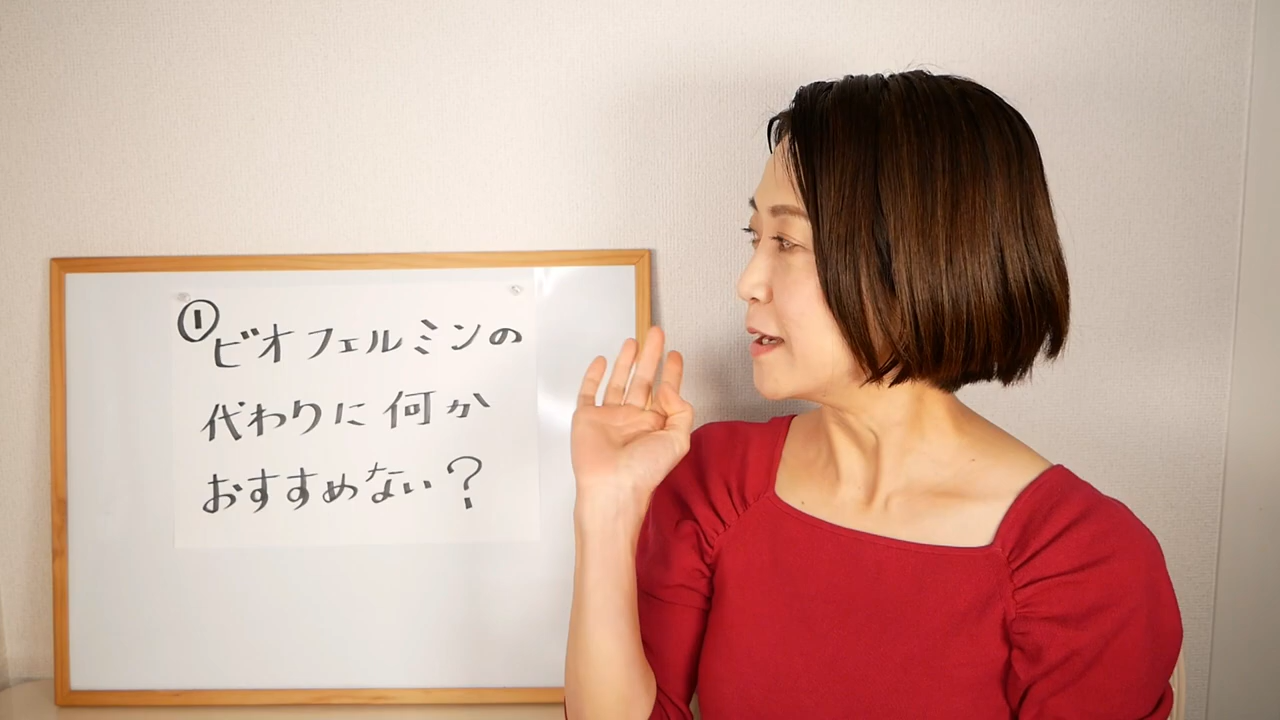 ①ビオフェルミンの
代わりに何か
おすすめない？